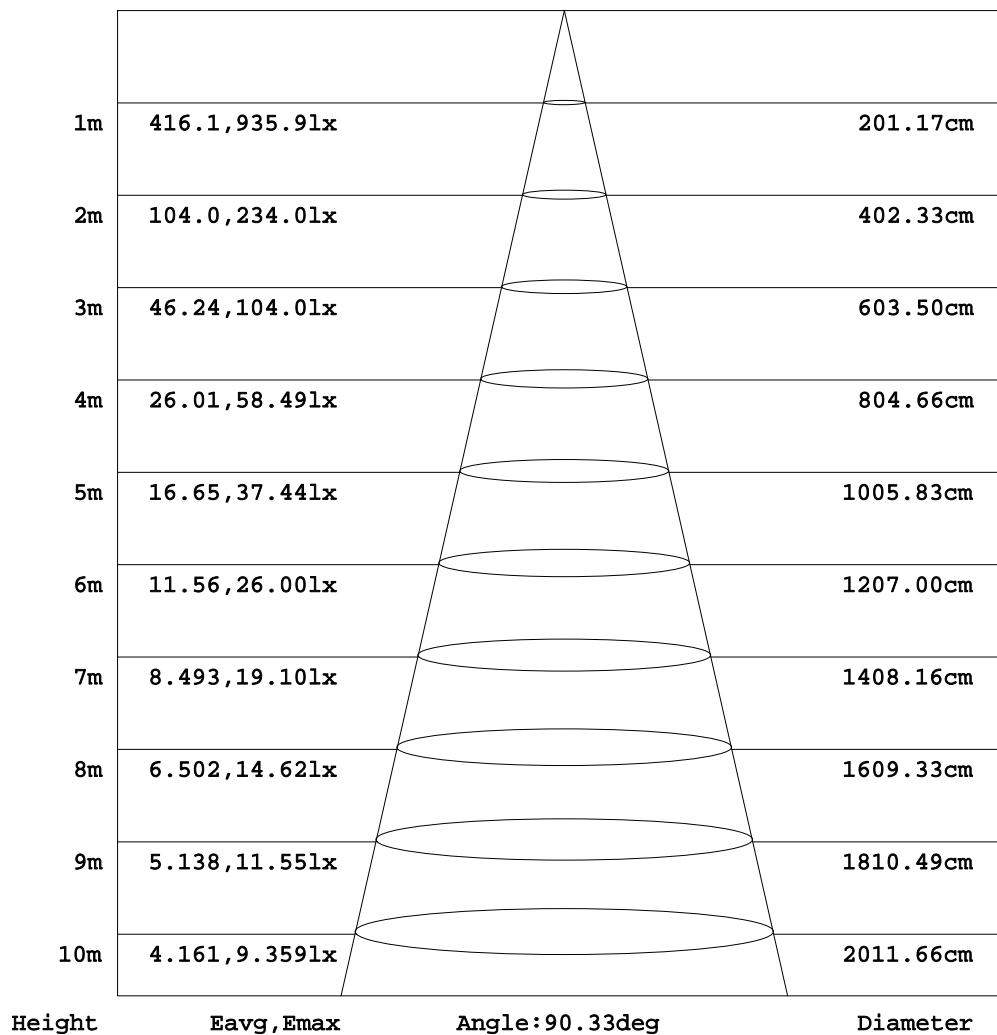 1m 416.1,935.9lx 201.17cm
2m 104.0,234.0lx 402.33cm
3m 46.24,104.0lx 603.50cm
4m 26.01,58.49lx 804.66cm
5m 16.65,37.44lx 1005.83cm
6m 11.56,26.00lx 1207.00cm
7m 8.493,19.10lx 1408.16cm
8m 6.502,14.62lx 1609.33cm
9m 5.138,11.55lx 1810.49cm
10m 4.161,9.359lx 2011.66cm
Height Eavg,Emax Angle:90.33deg Diameter